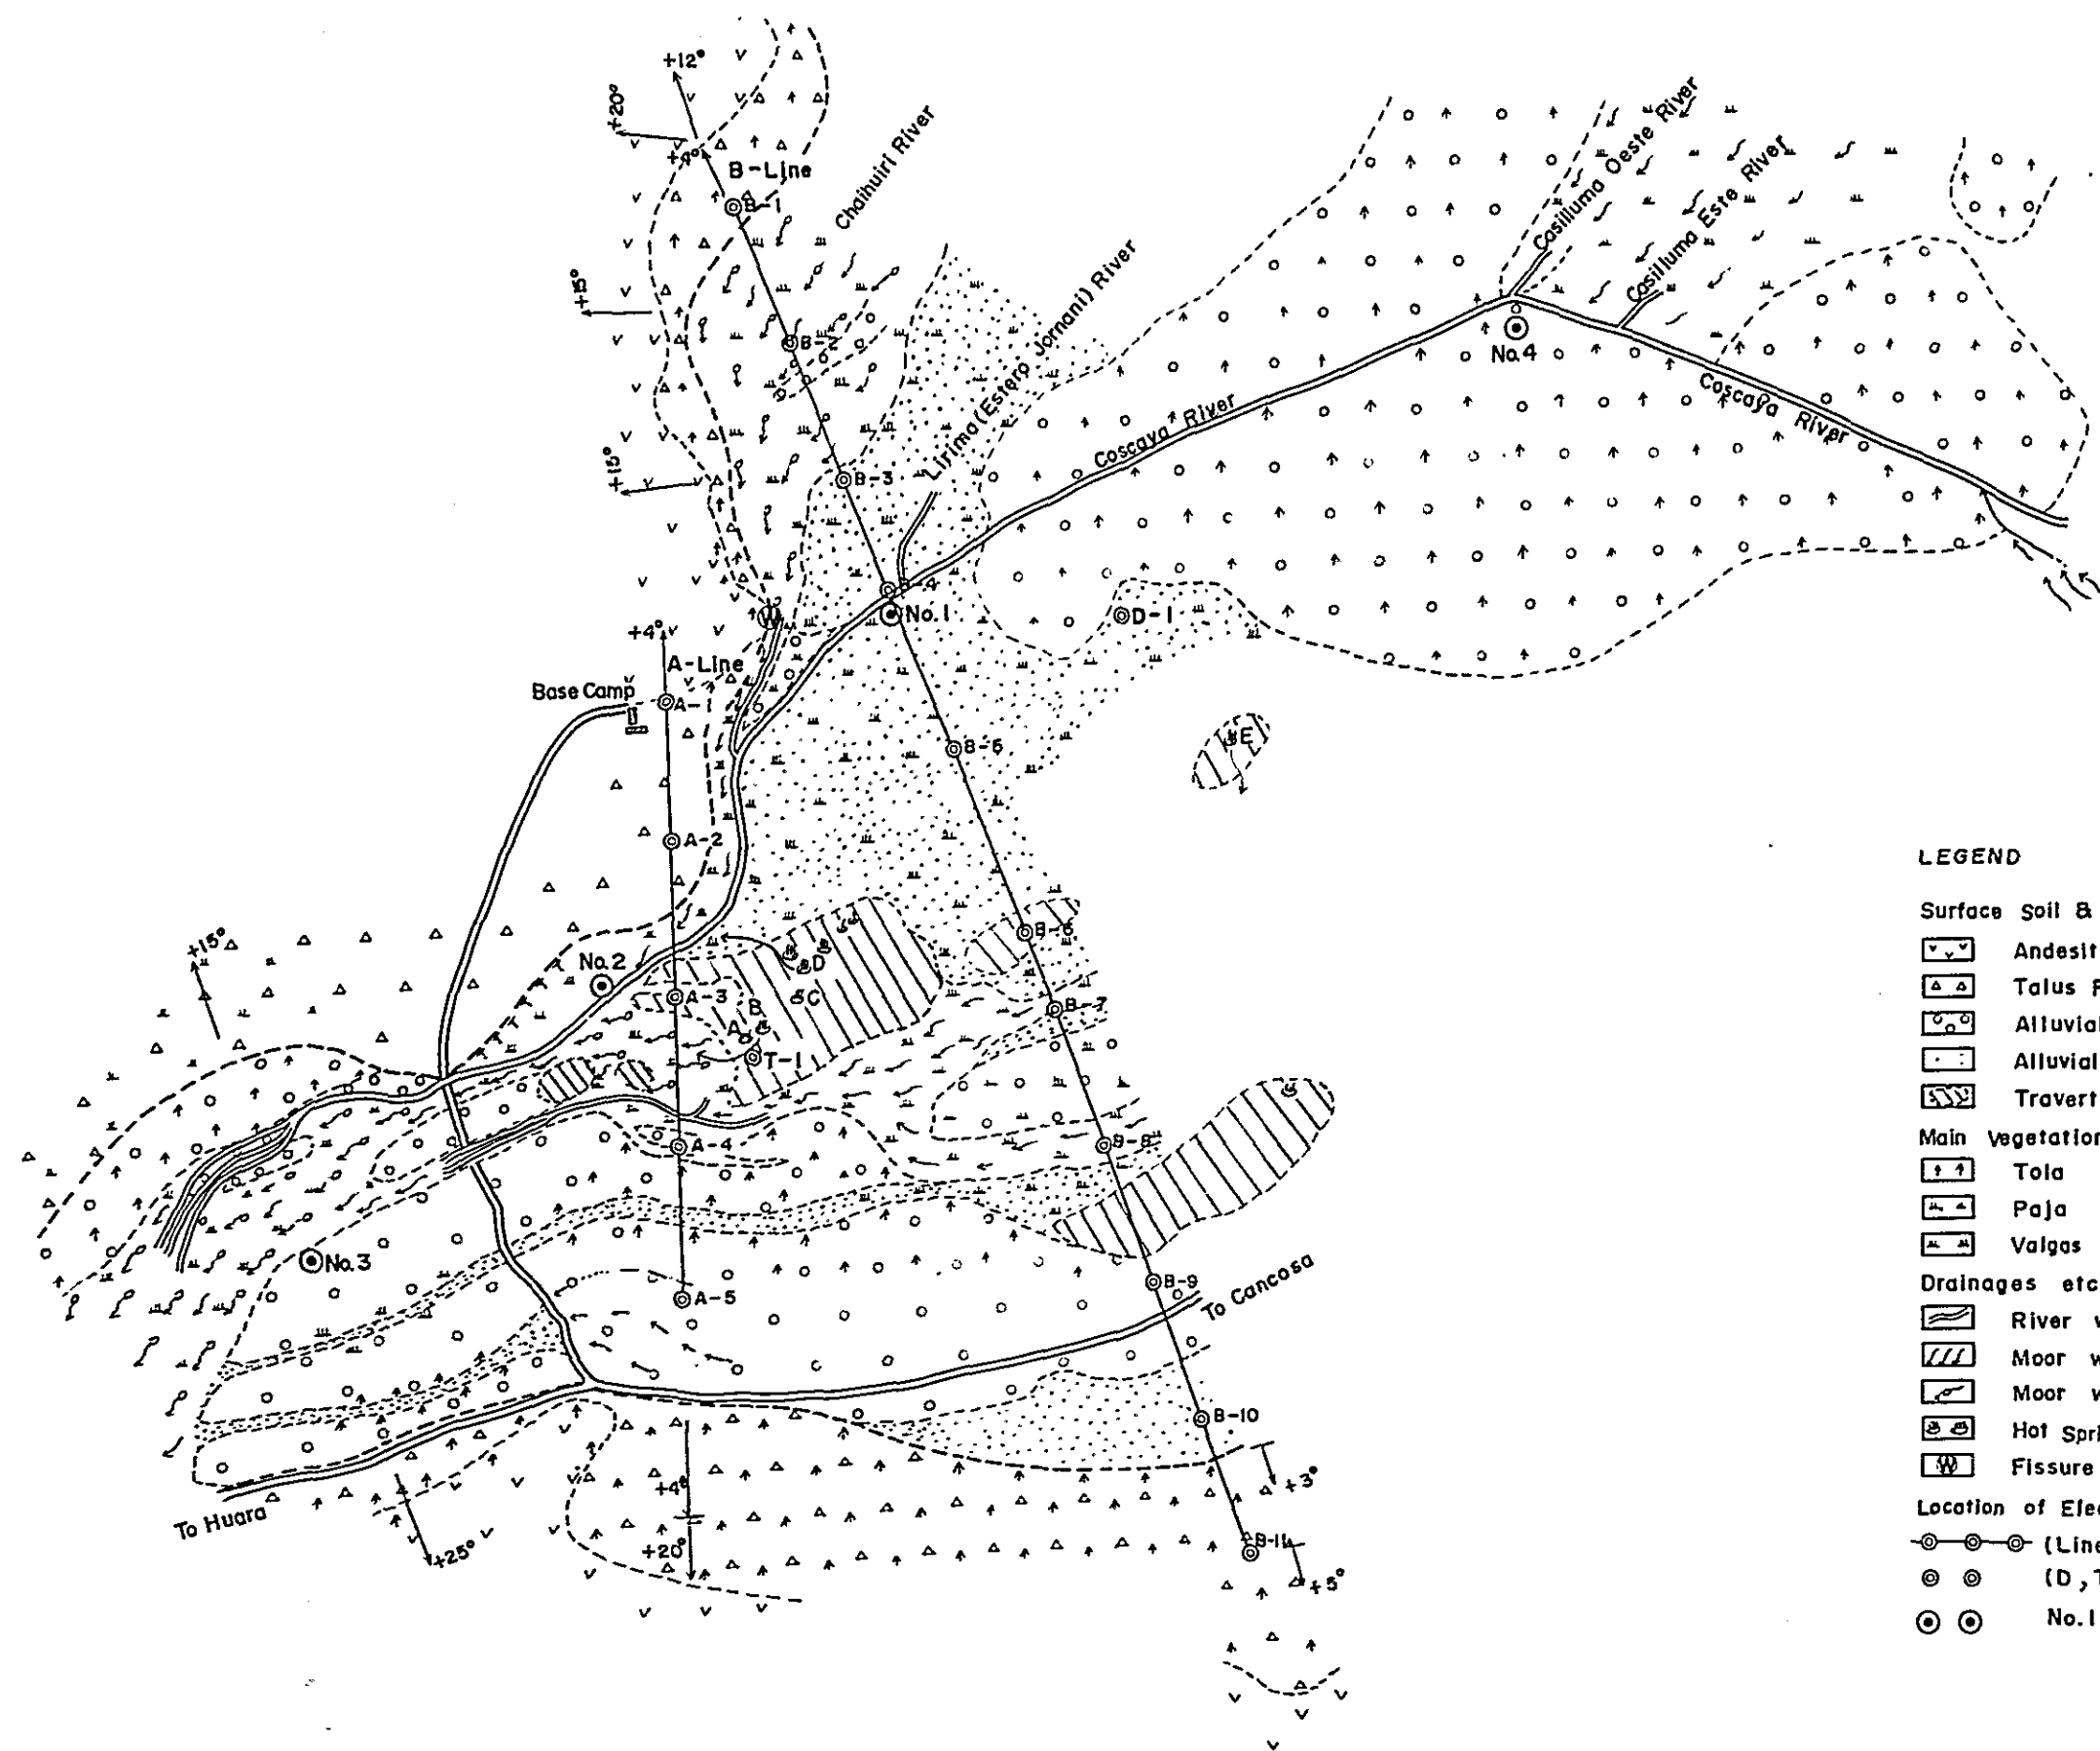 +12°
+20°
+4°
B-Line
B-1
Chaihuiri River
Casilluma Oeste River
Casilluma Este River
+15°
B-2
Lirima (Estero Jornani) River
No.4
Coscaya River
Coscaya River
+15°
B-3
B-4
No.1
D-1
+4°
A-Line
Base Camp
A-
B-5
E
A-2
+15°
No.2
D
C
B
A
A-3
T-1
B-6
B-7
B-8
A-4
No.3
A-5
B-9
To Cancosa
B-10
+3°
+4°
+20°
+25°
To Huara
B-11
+5°
LEGEND
Surface Soil &
Andesit
Talus F
Alluvial
Alluvial
Travert
Main Vegetation
Tola
Paja
Valgas
Drainages etc
River w
Moor w
Moor w
Hot Spri
Fissure
Location of Elec
(Line
(D, T
No.1